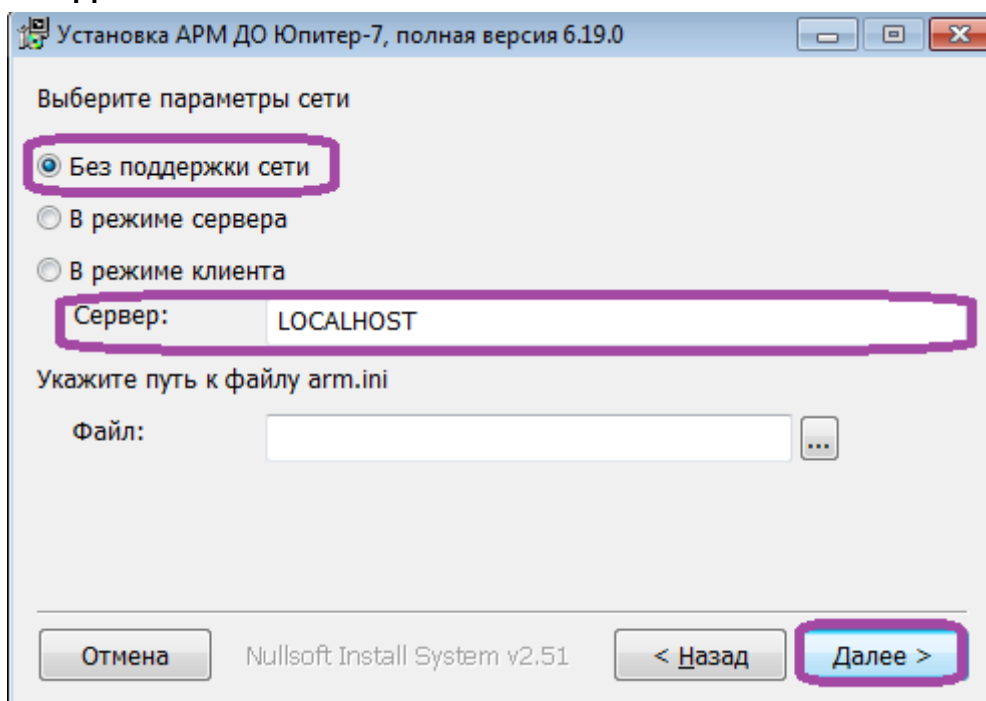 Установка АРМ ДО Юпитер-7, полная версия 6.19.0
Выберите параметры сети
Без поддержки сети
В режиме сервера
В режиме клиента
Сервер: LOCALHOST
Укажите путь к файлу arm.ini
Файл: ...
Отмена Nullsoft Install System v2.51 < Назад Далее >